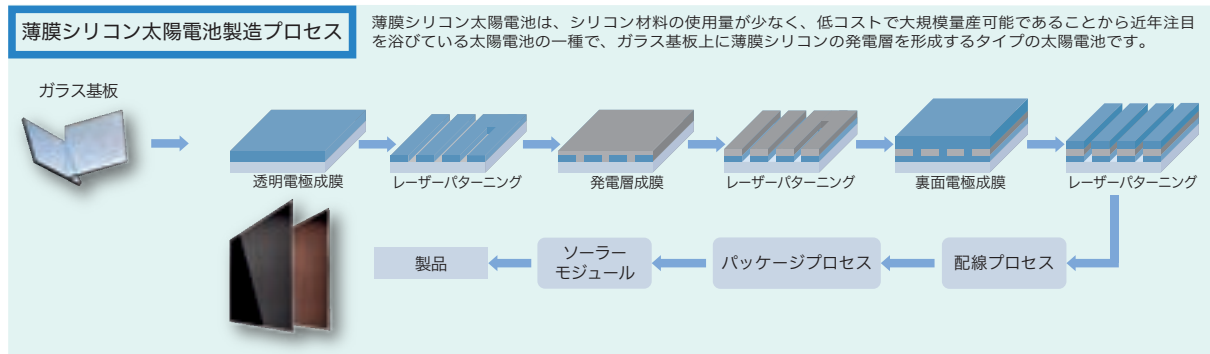 薄膜シリコン太陽電池製造プロセス
薄膜シリコン太陽電池は、シリコン材料の使用量が少なく、低コストで大規模量産可能であることから近年注目
を浴びている太陽電池の一種で、ガラス基板上に薄膜シリコンの発電層を形成するタイプの太陽電池です。
ガラス基板
透明電極成膜
レーザーパターニング
発電層成膜
レーザーパターニング
裏面電極成膜
レーザーパターニング
配線プロセス
パッケージプロセス
ソーラー
モジュール
製品